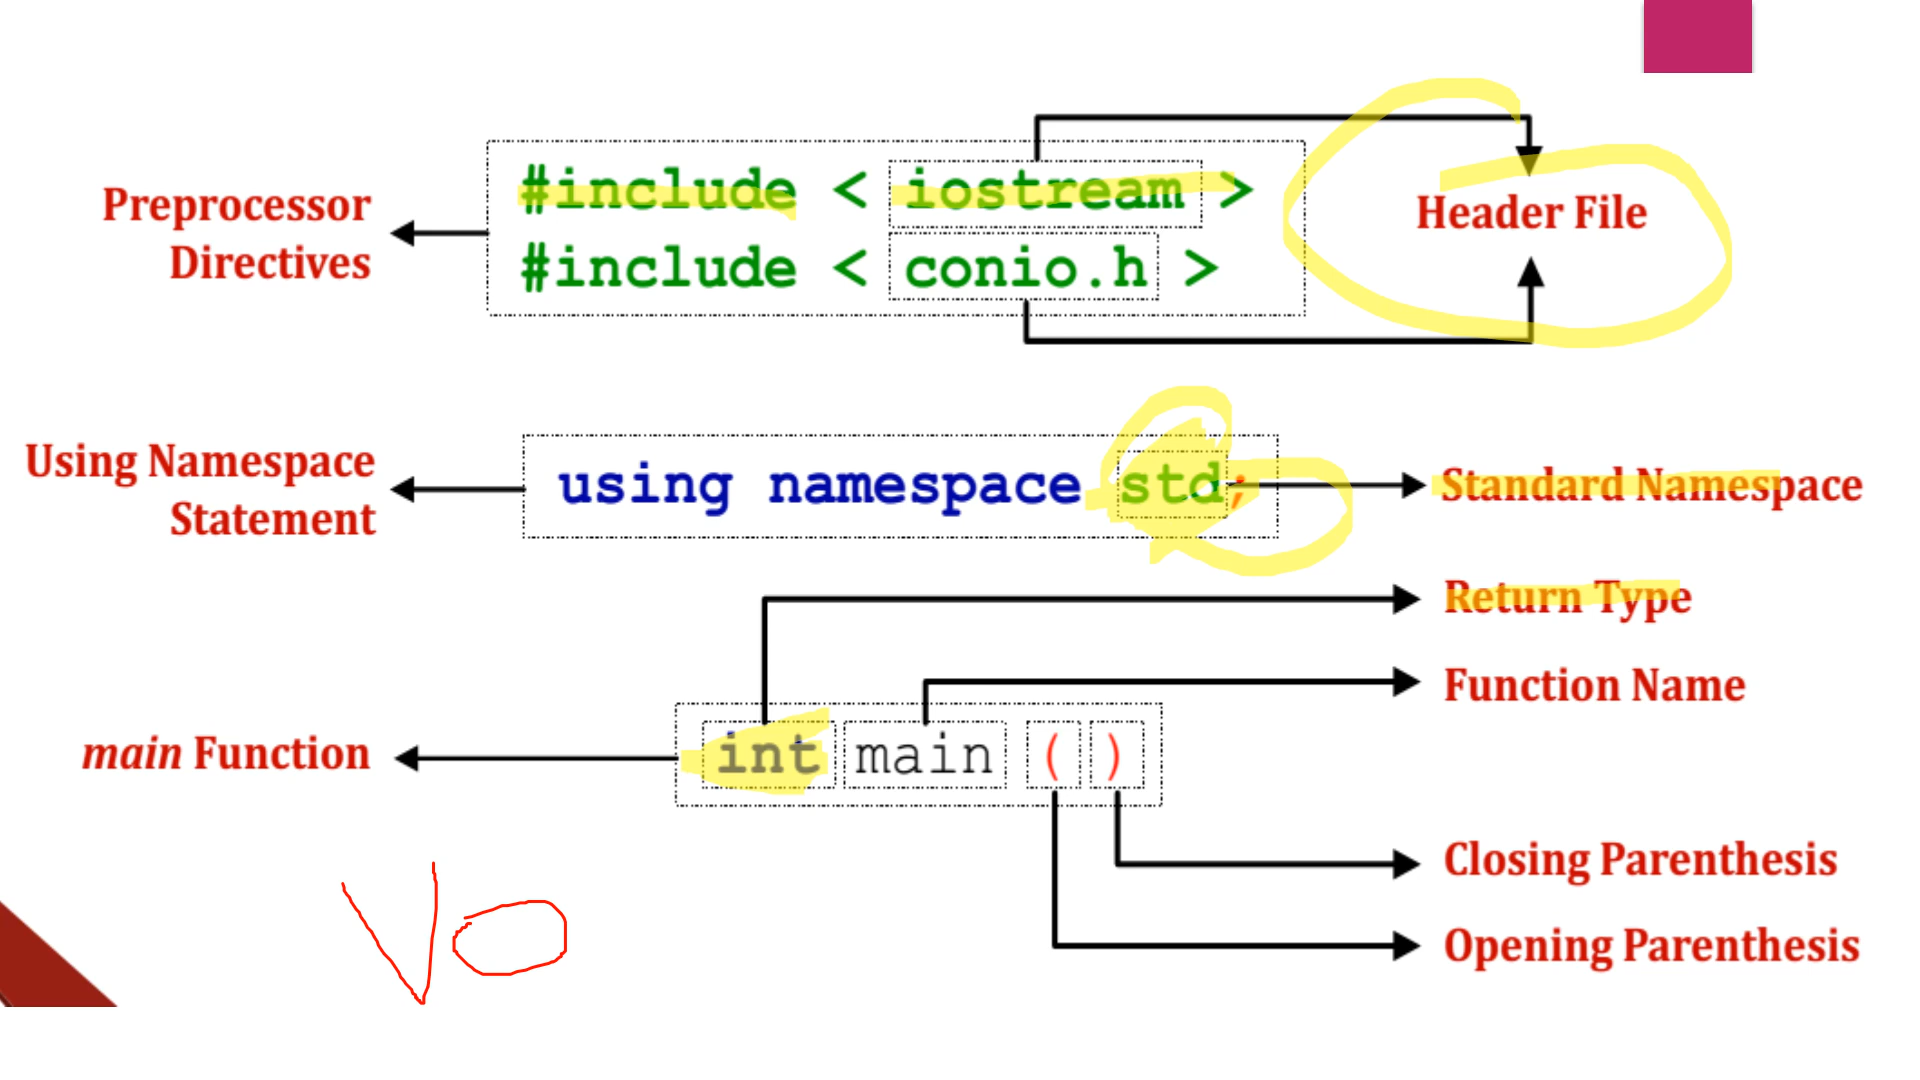 Preprocessor
Directives
#include < iostream >
#include < conio.h >
Header File
Using Namespace
Statement
using namespace std;
Standard Namespace
Return Type
Function Name
main Function
int main ( )
Closing Parenthesis
Opening Parenthesis
Vo